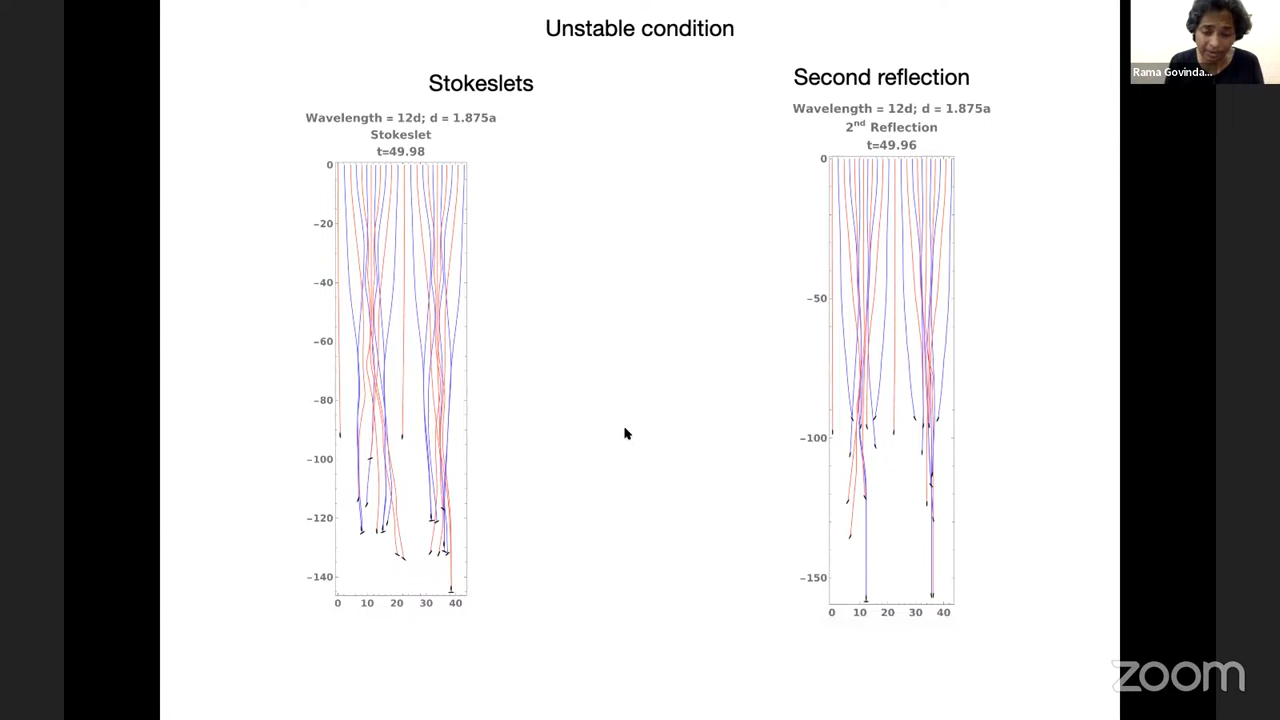 Unstable condition
Rama Govinda...
Stokeslets
Second reflection
Wavelength = 12d; d = 1.875a
Stokeslet
t=49.98
0
−20
−40
−60
−80
−100
−120
−140
0 10 20 30 40
Wavelength = 12d; d = 1.875a
2nd Reflection
t=49.96
0
−50
−100
−150
0 10 20 30 40
zoom